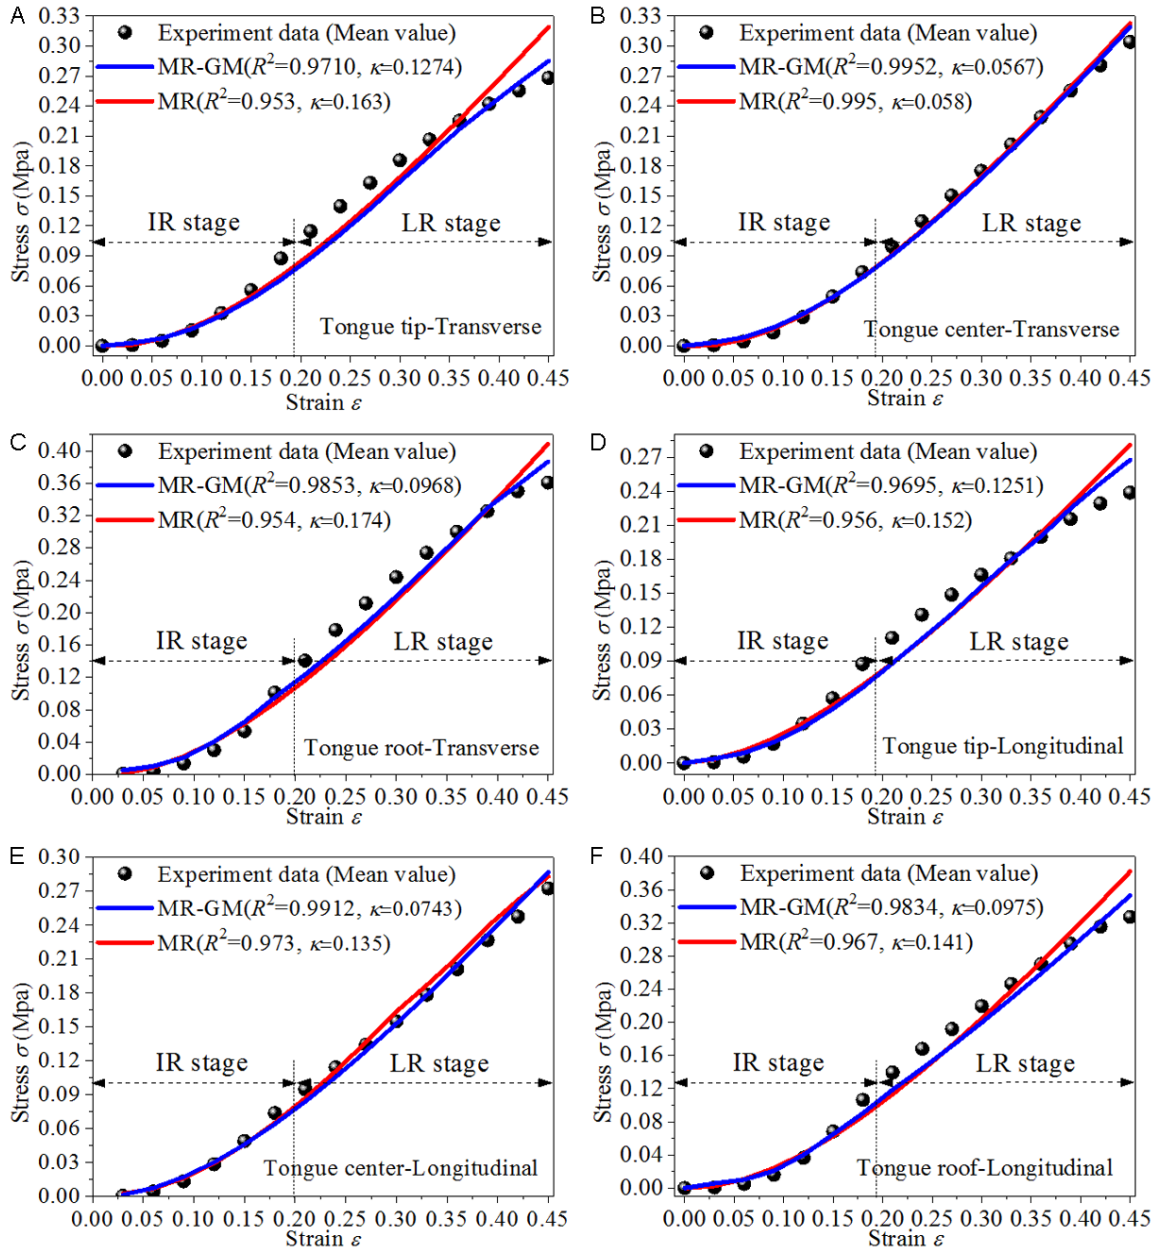 A
Stress σ (Mpa)
0.33
0.30
0.27
0.24
0.21
0.18
0.15
0.12
0.09
0.06
0.03
0.00
Experiment data (Mean value)
MR-GM(R²=0.9710, κ=0.1274)
MR(R²=0.953, κ=0.163)
IR stage
LR stage
Tongue tip-Transverse
0.00 0.05 0.10 0.15 0.20 0.25 0.30 0.35 0.40 0.45
Strain ε
B
Stress σ (Mpa)
0.33
0.30
0.27
0.24
0.21
0.18
0.15
0.12
0.09
0.06
0.03
0.00
Experiment data (Mean value)
MR-GM(R²=0.9952, κ=0.0567)
MR(R²=0.995, κ=0.058)
IR stage
LR stage
Tongue center-Transverse
0.00 0.05 0.10 0.15 0.20 0.25 0.30 0.35 0.40 0.45
Strain ε
C
Stress σ (Mpa)
0.40
0.36
0.32
0.28
0.24
0.20
0.16
0.12
0.08
0.04
0.00
Experiment data (Mean value)
MR-GM(R²=0.9853, κ=0.0968)
MR(R²=0.954, κ=0.174)
IR stage
LR stage
Tongue root-Transverse
0.00 0.05 0.10 0.15 0.20 0.25 0.30 0.35 0.40 0.45
Strain ε
D
Stress σ (Mpa)
0.27
0.24
0.21
0.18
0.15
0.12
0.09
0.06
0.03
0.00
Experiment data (Mean value)
MR-GM(R²=0.9695, κ=0.1251)
MR(R²=0.956, κ=0.152)
IR stage
LR stage
Tongue tip-Longitudinal
0.00 0.05 0.10 0.15 0.20 0.25 0.30 0.35 0.40 0.45
Strain ε
E
Stress σ (Mpa)
0.30
0.27
0.24
0.21
0.18
0.15
0.12
0.09
0.06
0.03
0.00
Experiment data (Mean value)
MR-GM(R²=0.9912, κ=0.0743)
MR(R²=0.973, κ=0.135)
IR stage
LR stage
Tongue center-Longitudinal
0.00 0.05 0.10 0.15 0.20 0.25 0.30 0.35 0.40 0.45
Strain ε
F
Stress σ (Mpa)
0.40
0.36
0.32
0.28
0.24
0.20
0.16
0.12
0.08
0.04
0.00
Experiment data (Mean value)
MR-GM(R²=0.9834, κ=0.0975)
MR(R²=0.967, κ=0.141)
IR stage
LR stage
Tongue roof-Longitudinal
0.00 0.05 0.10 0.15 0.20 0.25 0.30 0.35 0.40 0.45
Strain ε